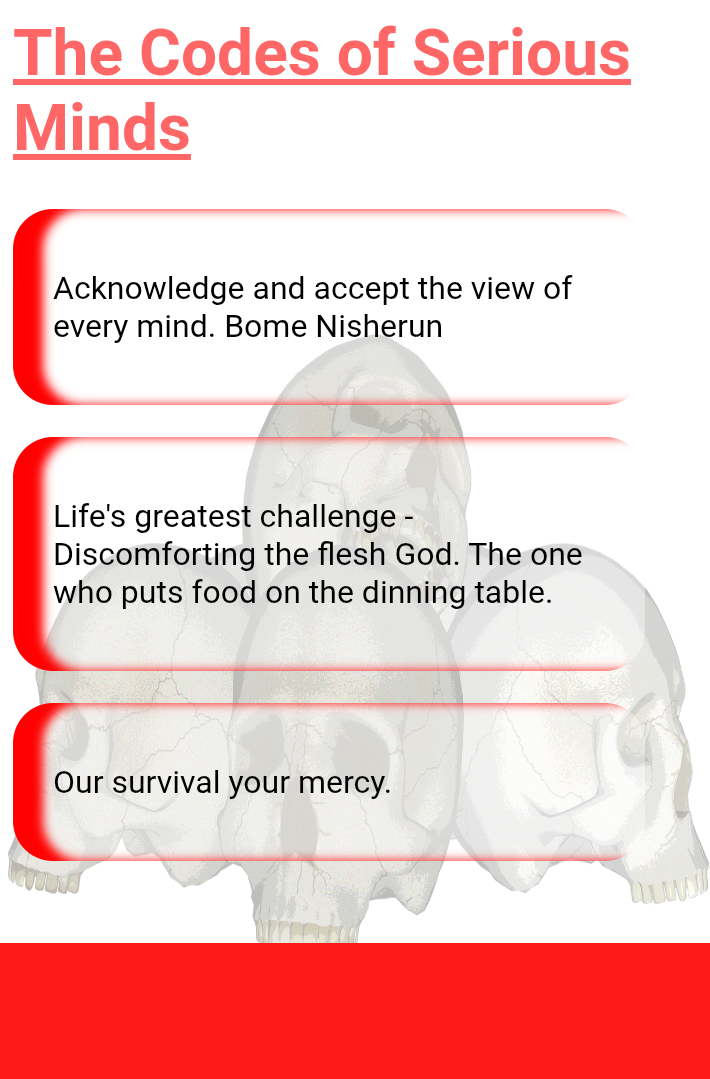 The Codes of Serious
Minds
Acknowledge and accept the view of
every mind. Bome Nisherun
Life's greatest challenge -
Discomforting the flesh God. The one
who puts food on the dinning table.
Our survival your mercy.